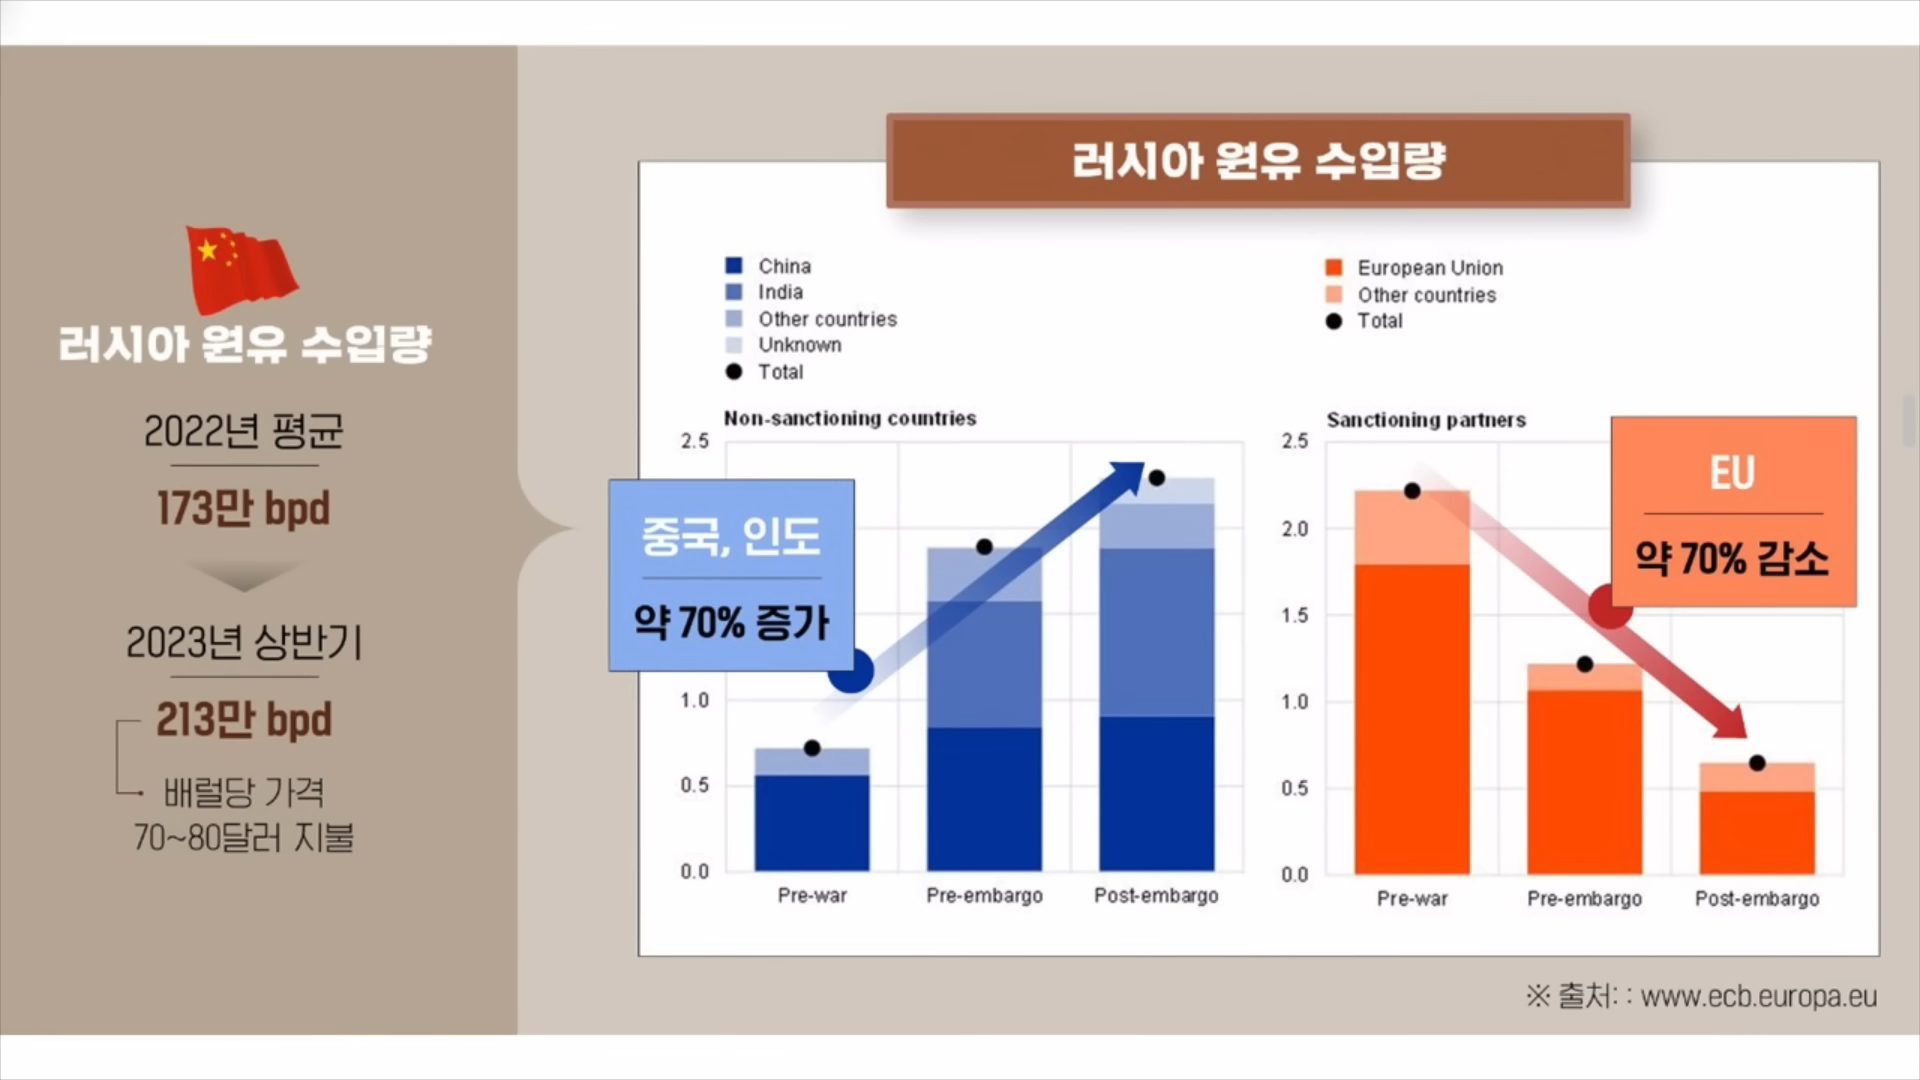 러시아 원유 수입량
2022년 평균
173만 bpd
2023년 상반기
213만 bpd
배럴당 가격
70~80달러 지불
러시아 원유 수입량
China
India
Other countries
Unknown
Total
Non-sanctioning countries
2.5
1.0
0.5
0.0
Pre-war
Pre-embargo
Post-embargo
중국, 인도
약 70% 증가
European Union
Other countries
Total
Sanctioning partners
2.5
2.0
1.5
1.0
0.5
0.0
Pre-war
Pre-embargo
Post-embargo
EU
약 70% 감소
※ 출처: : www.ecb.europa.eu